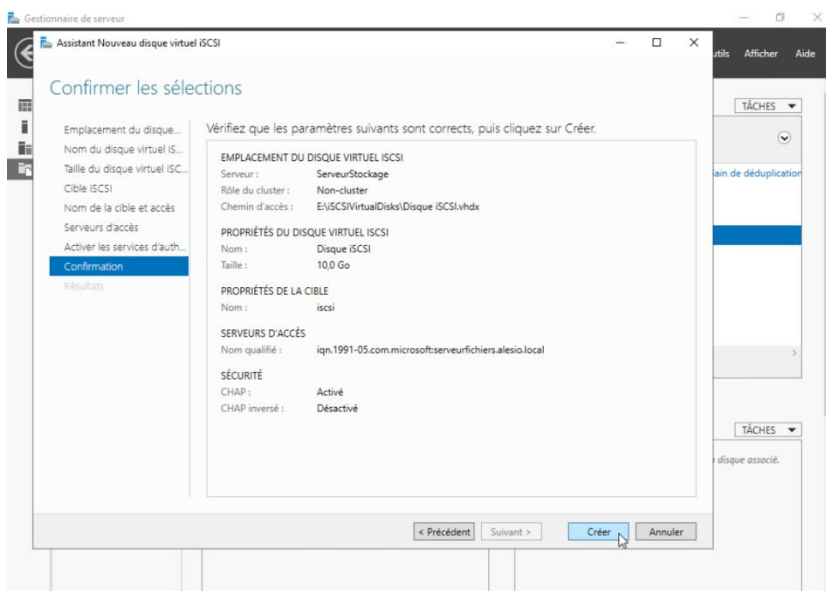 Gestionnaire de serveur
Assistant Nouveau disque virtuel iSCSI
utils Afficher Aide
Confirmer les sélections
TÂCHES
Emplacement du disque...
Nom du disque virtuel iS...
Taille du disque virtuel iSC...
Cible iSCSI
Nom de la cible et accès
Serveurs d'accès
Activer les services d'auth...
Confirmation
Résultats
Vérifiez que les paramètres suivants sont corrects, puis cliquez sur Créer.
EMPLACEMENT DU DISQUE VIRTUEL ISCSI
Serveur : ServeurStockage
Rôle du cluster : Non-cluster
Chemin d'accès : E:\iSCSIVirtualDisks\Disque iSCSI.vhdx
PROPRIÉTÉS DU DISQUE VIRTUEL ISCSI
Nom : Disque iSCSI
Taille : 10,0 Go
PROPRIÉTÉS DE LA CIBLE
Nom : iscsi
SERVEURS D'ACCÈS
Nom qualifié : iqn.1991-05.com.microsoft:serveurfichiers.alesio.local
SÉCURITÉ
CHAP : Activé
CHAP inversé : Désactivé
de déduplication
TÂCHES
disque associé.
< Précédent Suivant > Créer Annuler